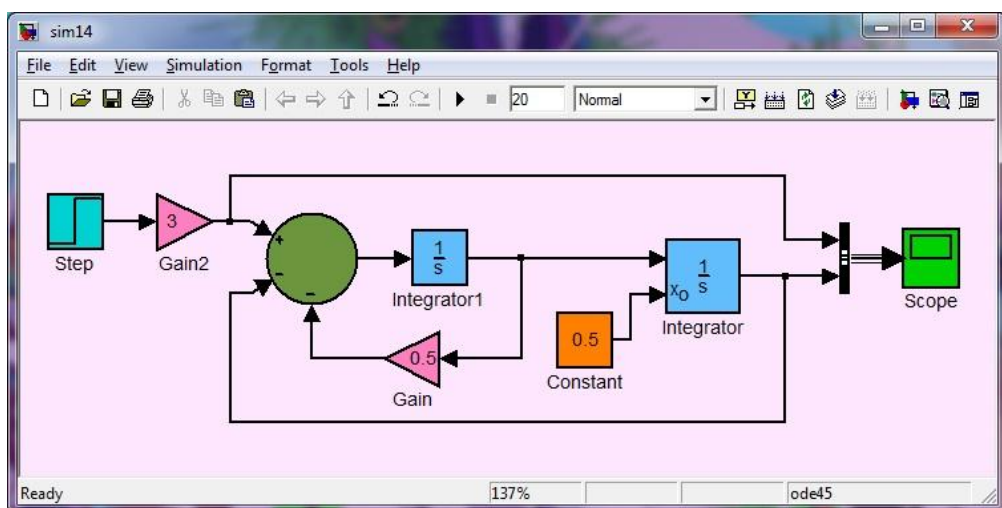 sim14
File Edit View Simulation Format Tools Help
20 Normal
Step
3
Gain2
+
-
-
1
s
Integrator1
0.5
Gain
0.5
Constant
xo 1
s
Integrator
Scope
Ready 137% ode45